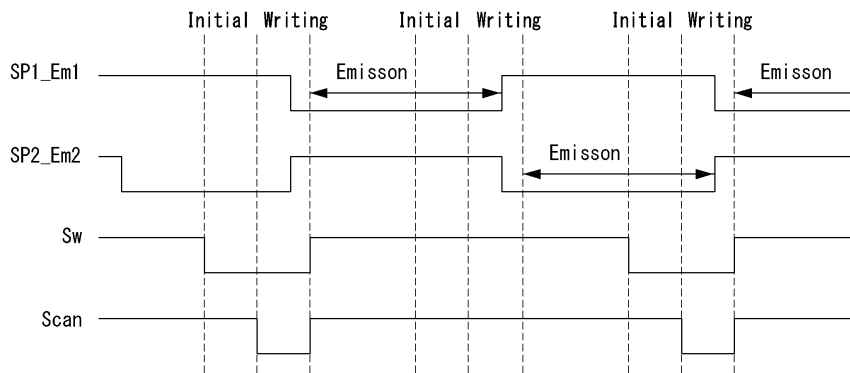 Initial Writing Initial Writing Initial Writing
SP1_Em1 Emisson Emisson
SP2_Em2 Emisson
Sw
Scan